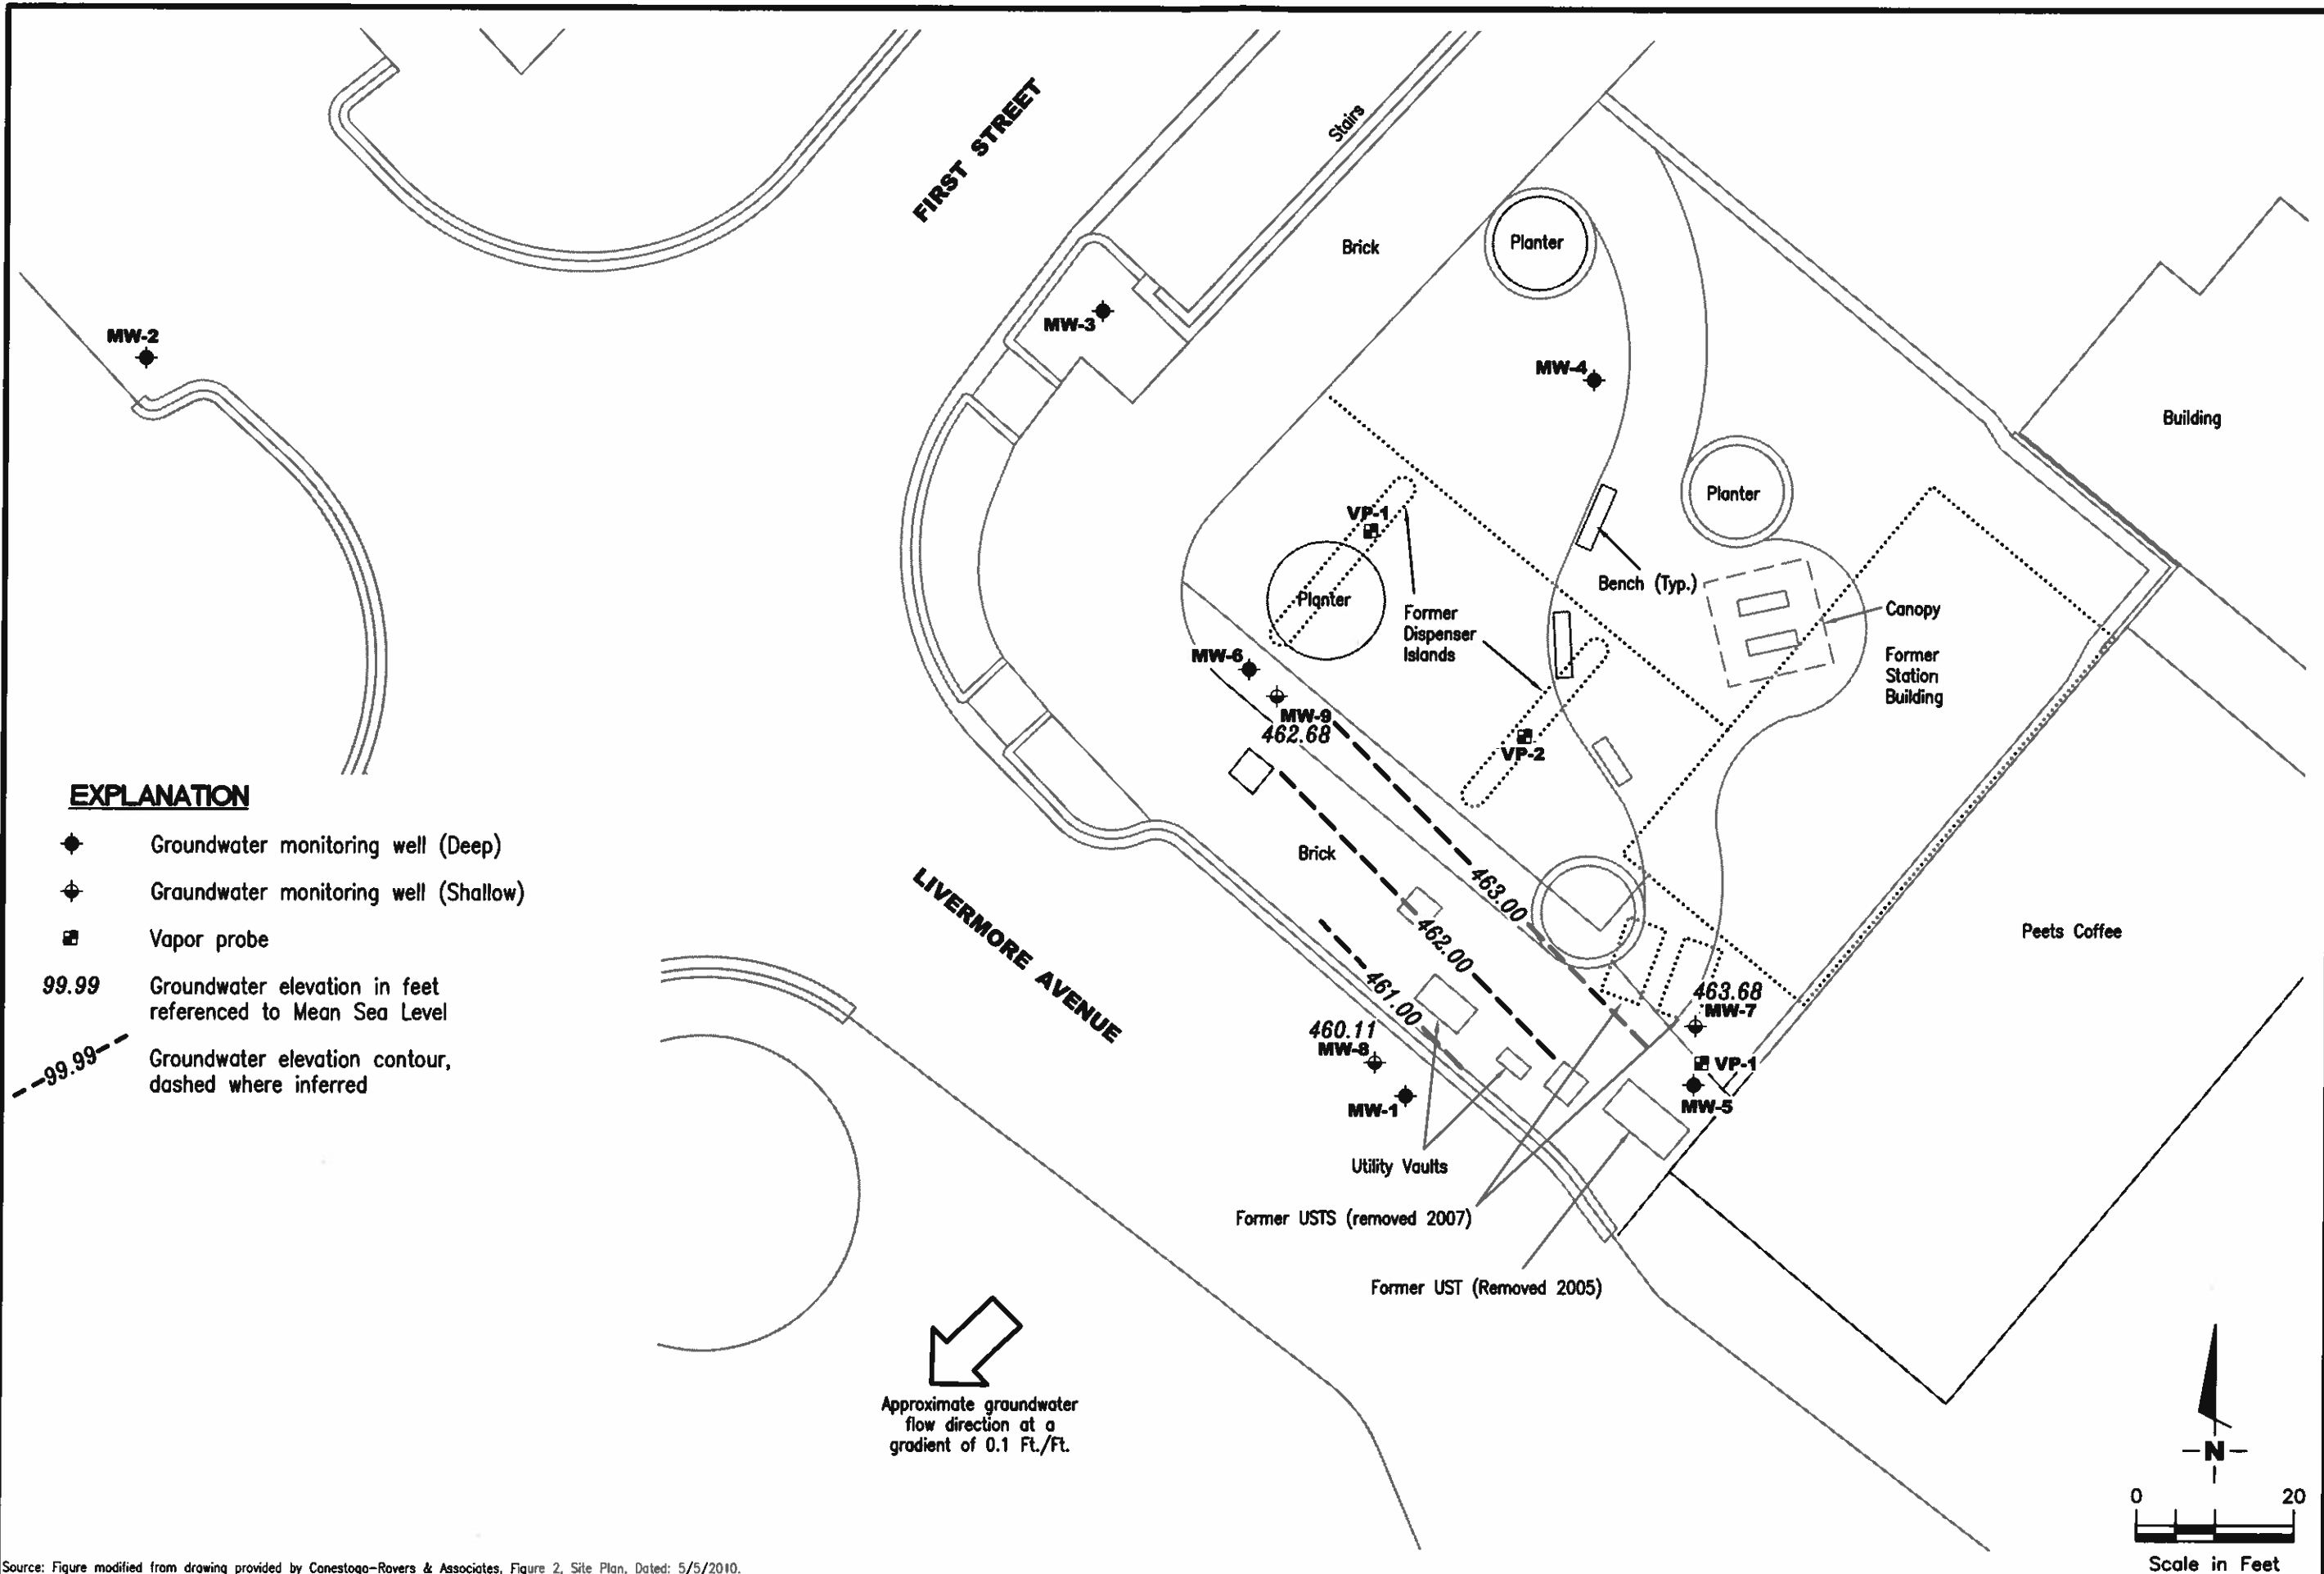 FIRST STREET
Stairs
Brick
Planter
MW-2
MW-3
MW-4
Building
Planter
VP-1
Bench (Typ.)
Planter
Former
Dispenser
Islands
Canopy
Former
Station
Building
MW-6
MW-9
462.68
VP-2
EXPLANATION
Groundwater monitoring well (Deep)
Graundwater monitoring well (Shallow)
Vapor probe
99.99 Groundwater elevation in feet
referenced to Mean Sea Level
99.99 Groundwater elevation contour,
dashed where inferred
Brick
LIVERMORE AVENUE
463.00
462.00
461.00
Peets Coffee
463.68
MW-7
460.11
MW-8
VP-1
MW-1
MW-5
Utility Vaults
Former USTS (removed 2007)
Former UST (Removed 2005)
Approximate graundwater
flow direction at a
gradient of 0.1 Ft./Ft.
N
0 20
Scale in Feet
Source: Figure modified from drawing provided by Conestogo-Rovers & Associates, Figure 2, Site Plan, Dated: 5/5/2010.